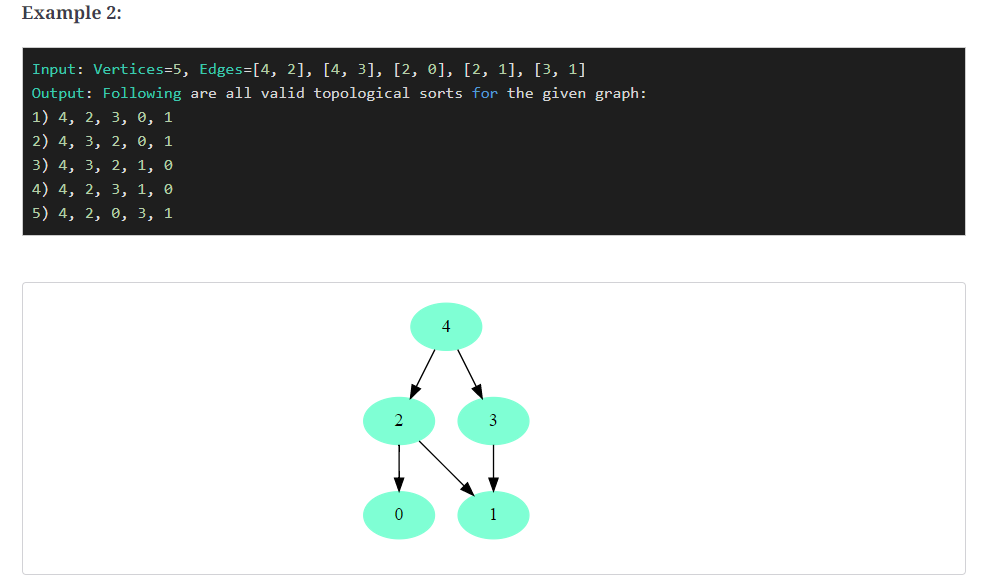 Example 2:
Input: Vertices=5, Edges=[4, 2], [4, 3], [2, 0], [2, 1], [3, 1]
Output: Following are all valid topological sorts for the given graph:
1) 4, 2, 3, 0, 1
2) 4, 3, 2, 0, 1
3) 4, 3, 2, 1, 0
4) 4, 2, 3, 1, 0
5) 4, 2, 0, 3, 1
4
2 3
0 1